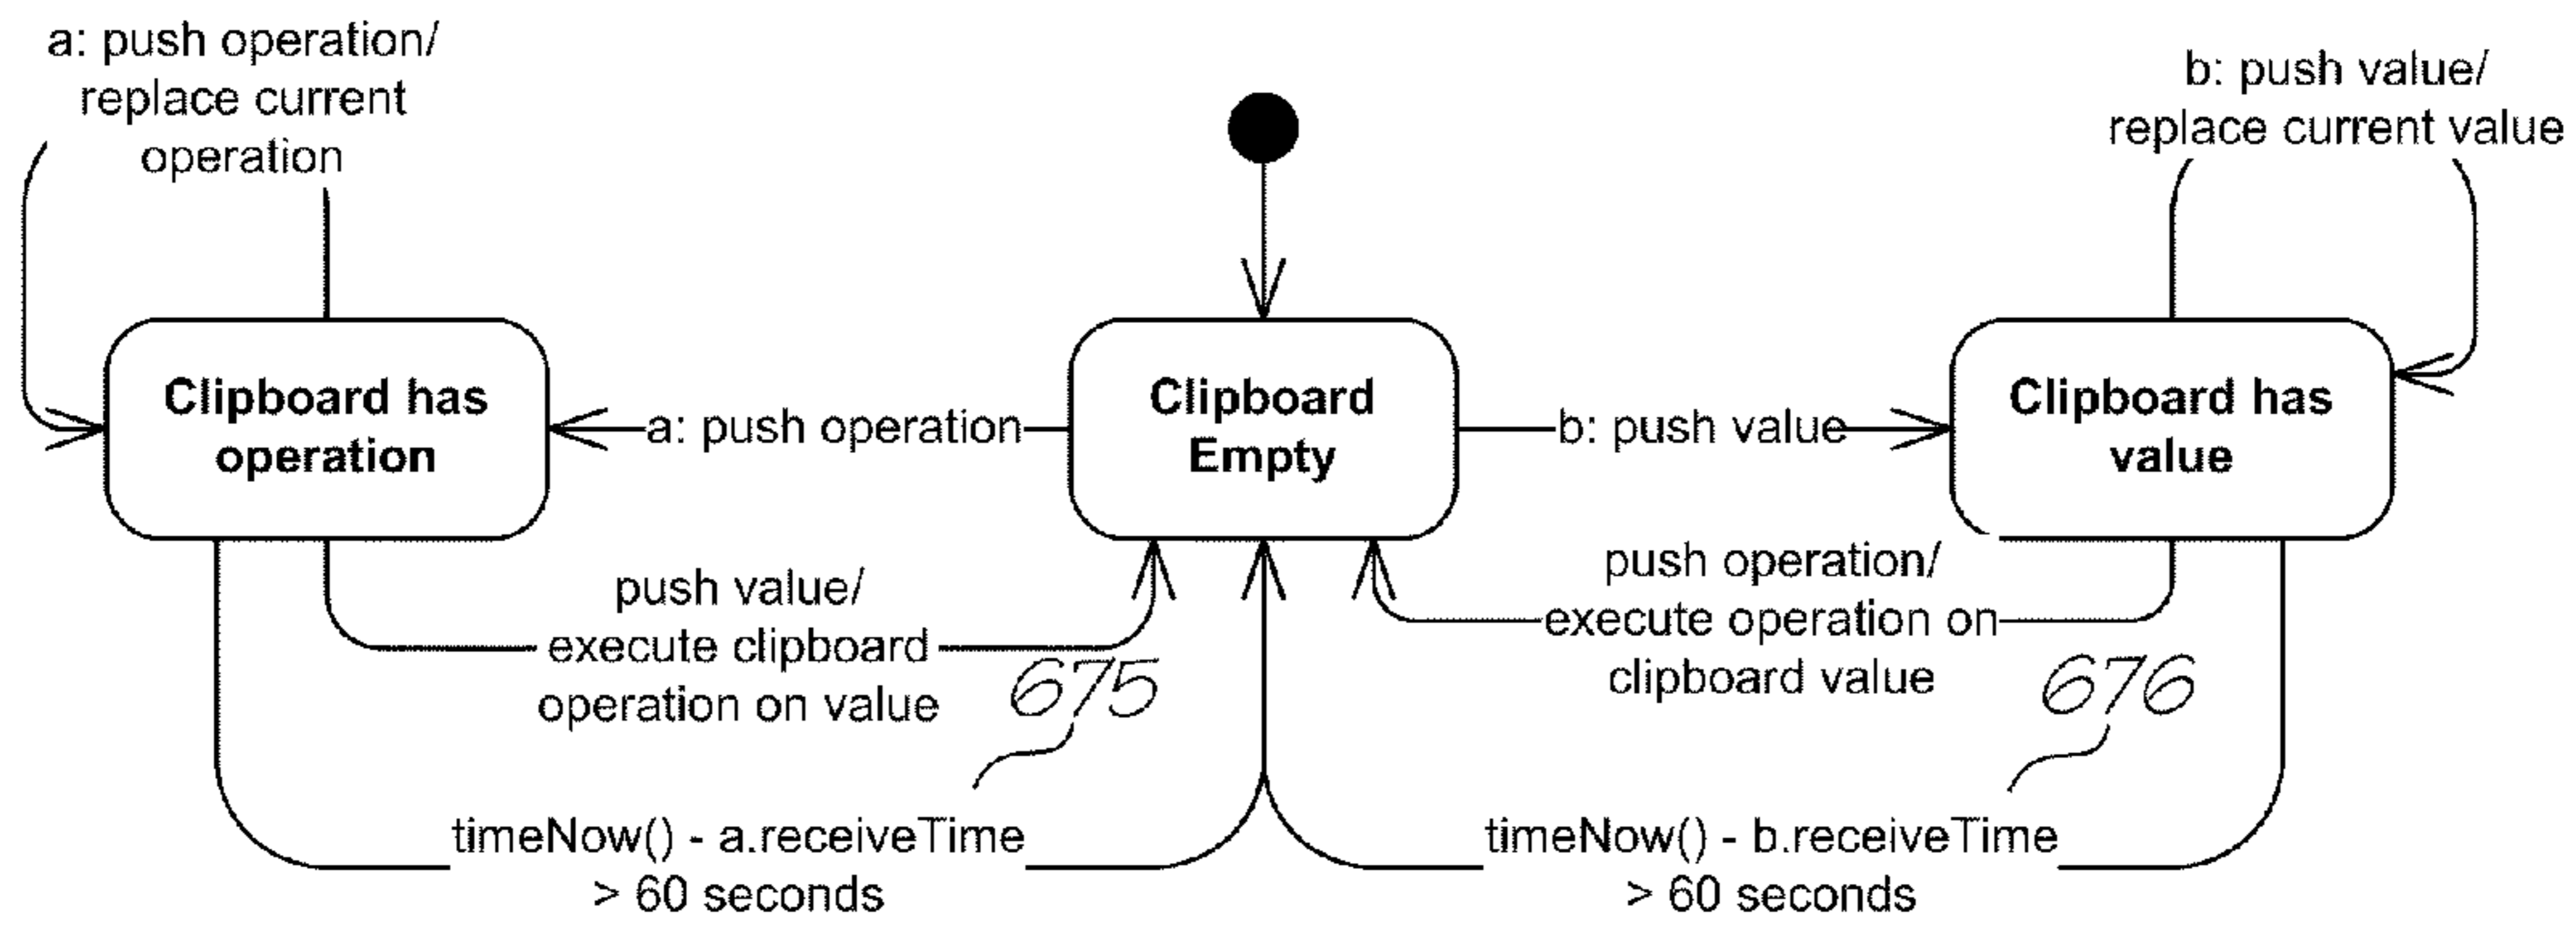 a: push operation/
replace current
operation
b: push value/
replace current value
Clipboard has
operation
a: push operation
Clipboard
Empty
b: push value
Clipboard has
value
push value/
execute clipboard
operation on value
675
push operation/
execute operation on
clipboard value
676
timeNow() - a.receiveTime
> 60 seconds
timeNow() - b.receiveTime
> 60 seconds